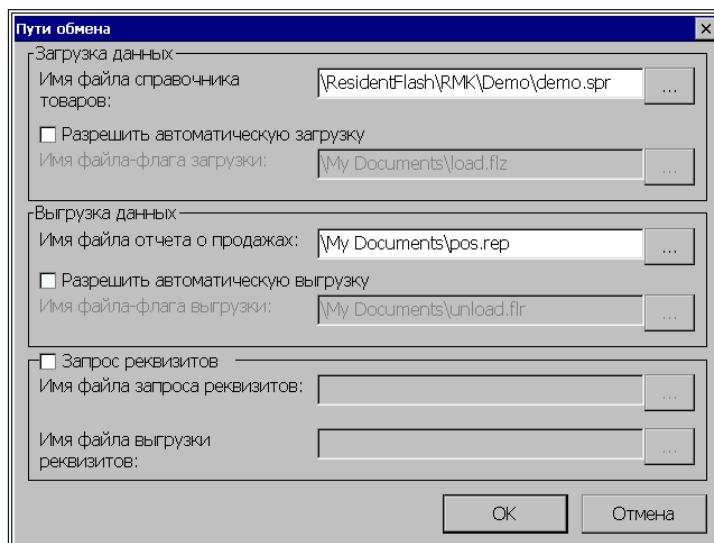 Пути обмена
Загрузка данных
Имя файла справочника
товаров:
\ResidentFlash\RMK\Demo\demo.spr
...
Разрешить автоматическую загрузку
Имя файла-флага загрузки:
\My Documents\load.flz
...
Выгрузка данных
Имя файла отчета о продажах:
\My Documents\pos.rep
...
Разрешить автоматическую выгрузку
Имя файла-флага выгрузки:
\My Documents\unload.flr
...
Запрос реквизитов
Имя файла запроса реквизитов:
...
Имя файла выгрузки
реквизитов:
...
OK
Отмена